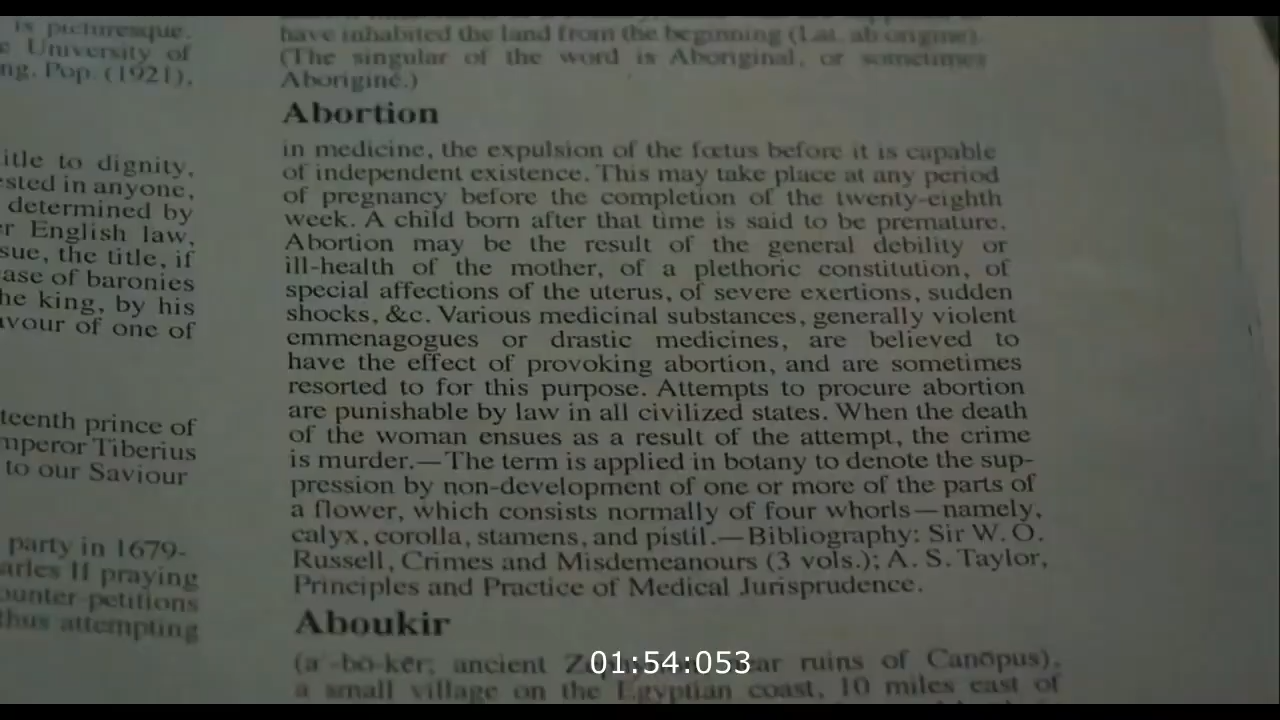 is picturesque.
University of
ng. Pop. (1921),
itle to dignity,
ested in anyone,
determined by
er English law,
sue, the title, if
ase of baronies
he king, by his
avour of one of
teenth prince of
mperor Tiberius
to our Saviour
party in 1679-
arles II praying
ounter-petitions
thus attempting
have inhabited the land from the beginning (Lat. ab origine).
(The singular of the word is Aboriginal, or sometimes
Aborigine.)
Abortion
in medicine, the expulsion of the fœtus before it is capable
of independent existence. This may take place at any period
of pregnancy before the completion of the twenty-eighth
week. A child born after that time is said to be premature.
Abortion may be the result of the general debility or
ill-health of the mother, of a plethoric constitution, of
special affections of the uterus, of severe exertions, sudden
shocks, &c. Various medicinal substances, generally violent
emmenagogues or drastic medicines, are believed to
have the effect of provoking abortion, and are sometimes
resorted to for this purpose. Attempts to procure abortion
are punishable by law in all civilized states. When the death
of the woman ensues as a result of the attempt, the crime
is murder.—The term is applied in botany to denote the sup-
pression by non-development of one or more of the parts of
a flower, which consists normally of four whorls—namely,
calyx, corolla, stamens, and pistil.—Bibliography: Sir W. O.
Russell, Crimes and Misdemeanours (3 vols.); A. S. Taylor,
Principles and Practice of Medical Jurisprudence.
Aboukir
(a-bö-kēr; ancient ruins of Canōpus),
a small village on the Egyptian coast, 10 miles east of
01:54:053